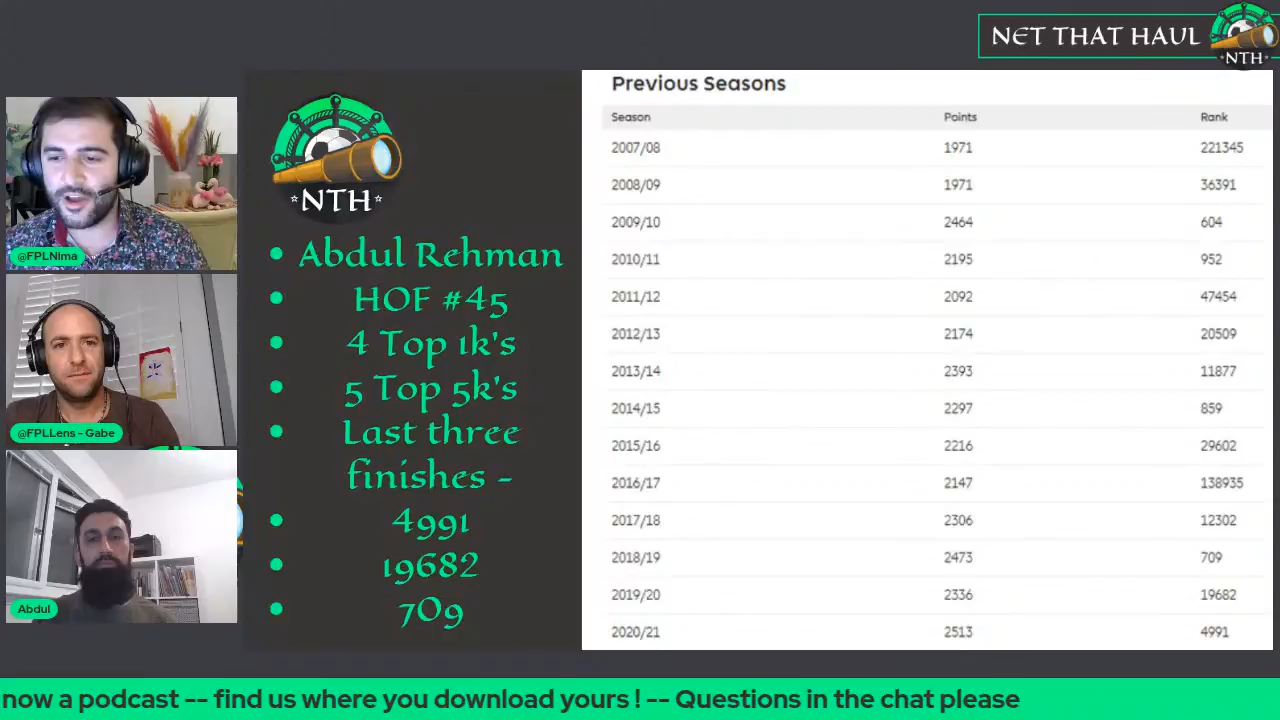 NET THAT HAUL
NTH
@FPLNima
@FPLLens - Gabe
Abdul
NTH
• Abdul Rehman
• HOF #45
• 4 Top 1k's
• 5 Top 5k's
• Last three
finishes -
• 4991
• 19682
• 709
Previous Seasons
Season Points Rank
2007/08 1971 221345
2008/09 1971 36391
2009/10 2464 604
2010/11 2195 952
2011/12 2092 47454
2012/13 2174 20509
2013/14 2393 11877
2014/15 2297 859
2015/16 2216 29602
2016/17 2147 138935
2017/18 2306 12302
2018/19 2473 709
2019/20 2336 19682
2020/21 2513 4991
now a podcast -- find us where you download yours ! -- Questions in the chat please